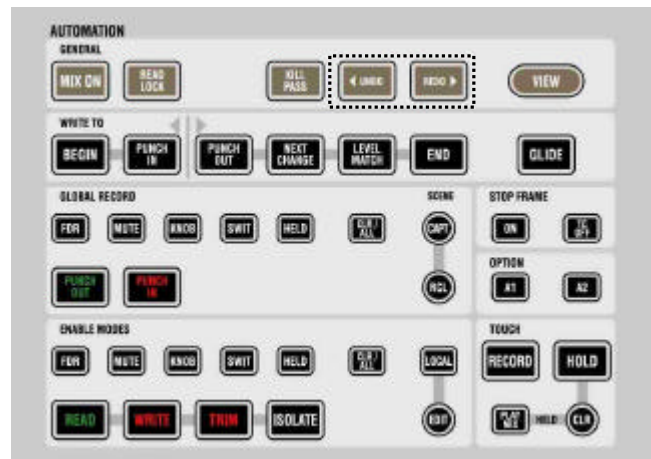 AUTOMATION
GENERAL
MIX ON
READ LOCK
KILL PASS
◀ UNDO
REDO ▶
VIEW
WRITE TO
BEGIN
PUNCH IN
PUNCH OUT
NEXT CHANGE
LEVEL MATCH
END
GLIDE
GLOBAL RECORD
SCENE
STOP FRAME
FDR
MUTE
KNOB
SWIT
HELD
CLR / ALL
CAPT
ON
TC OFF
PUNCH OUT
PUNCH IN
RCL
OPTION
A1
A2
ENABLE MODES
TOUCH
FDR
MUTE
KNOB
SWIT
HELD
CLR / ALL
LOCAL
RECORD
HOLD
READ
WRITE
TRIM
ISOLATE
EDIT
HELD
CLR